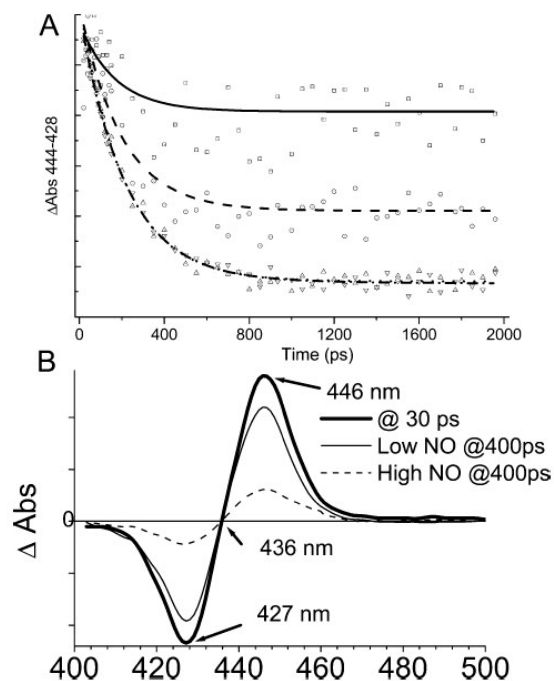 A
ΔAbs 444-428
0 400 800 1200 1600 2000
Time (ps)
B
446 nm
@ 30 ps
Low NO @400ps
High NO @400ps
Δ Abs
0
436 nm
427 nm
400 420 440 460 480 500